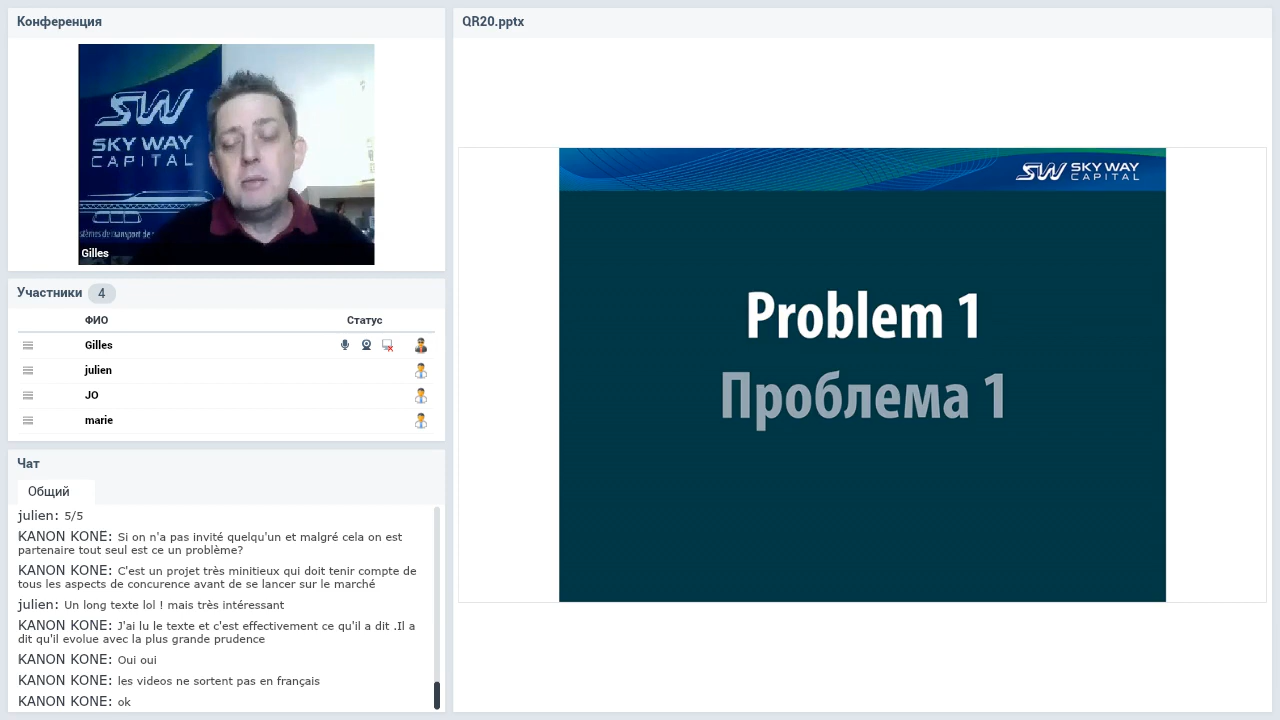 Конференция
SW
SKY WAY
CAPITAL
Gilles
Участники 4
ФИО Статус
Gilles
julien
JO
marie
Чат
Общий
julien: 5/5
KANON KONE: Si on n'a pas invité quelqu'un et malgré cela on est
partenaire tout seul est ce un problème?
KANON KONE: C'est un projet très minitieux qui doit tenir compte de
tous les aspects de concurence avant de se lancer sur le marché
julien: Un long texte lol ! mais très intéressant
KANON KONE: J'ai lu le texte et c'est effectivement ce qu'il a dit .Il a
dit qu'il evolue avec la plus grande prudence
KANON KONE: Oui oui
KANON KONE: les videos ne sortent pas en français
KANON KONE: ok
QR20.pptx
SW SKY WAY
CAPITAL
Problem 1
Проблема 1